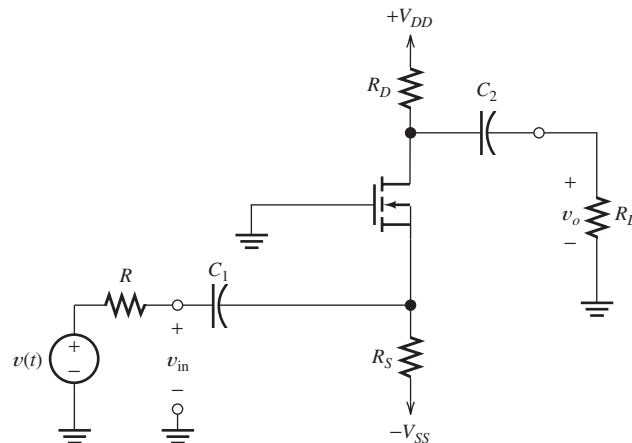 +V_DD
R_D
C_2
+
v_o
−
R_L
R
C_1
v(t)
+
−
+
v_in
−
R_S
−V_SS